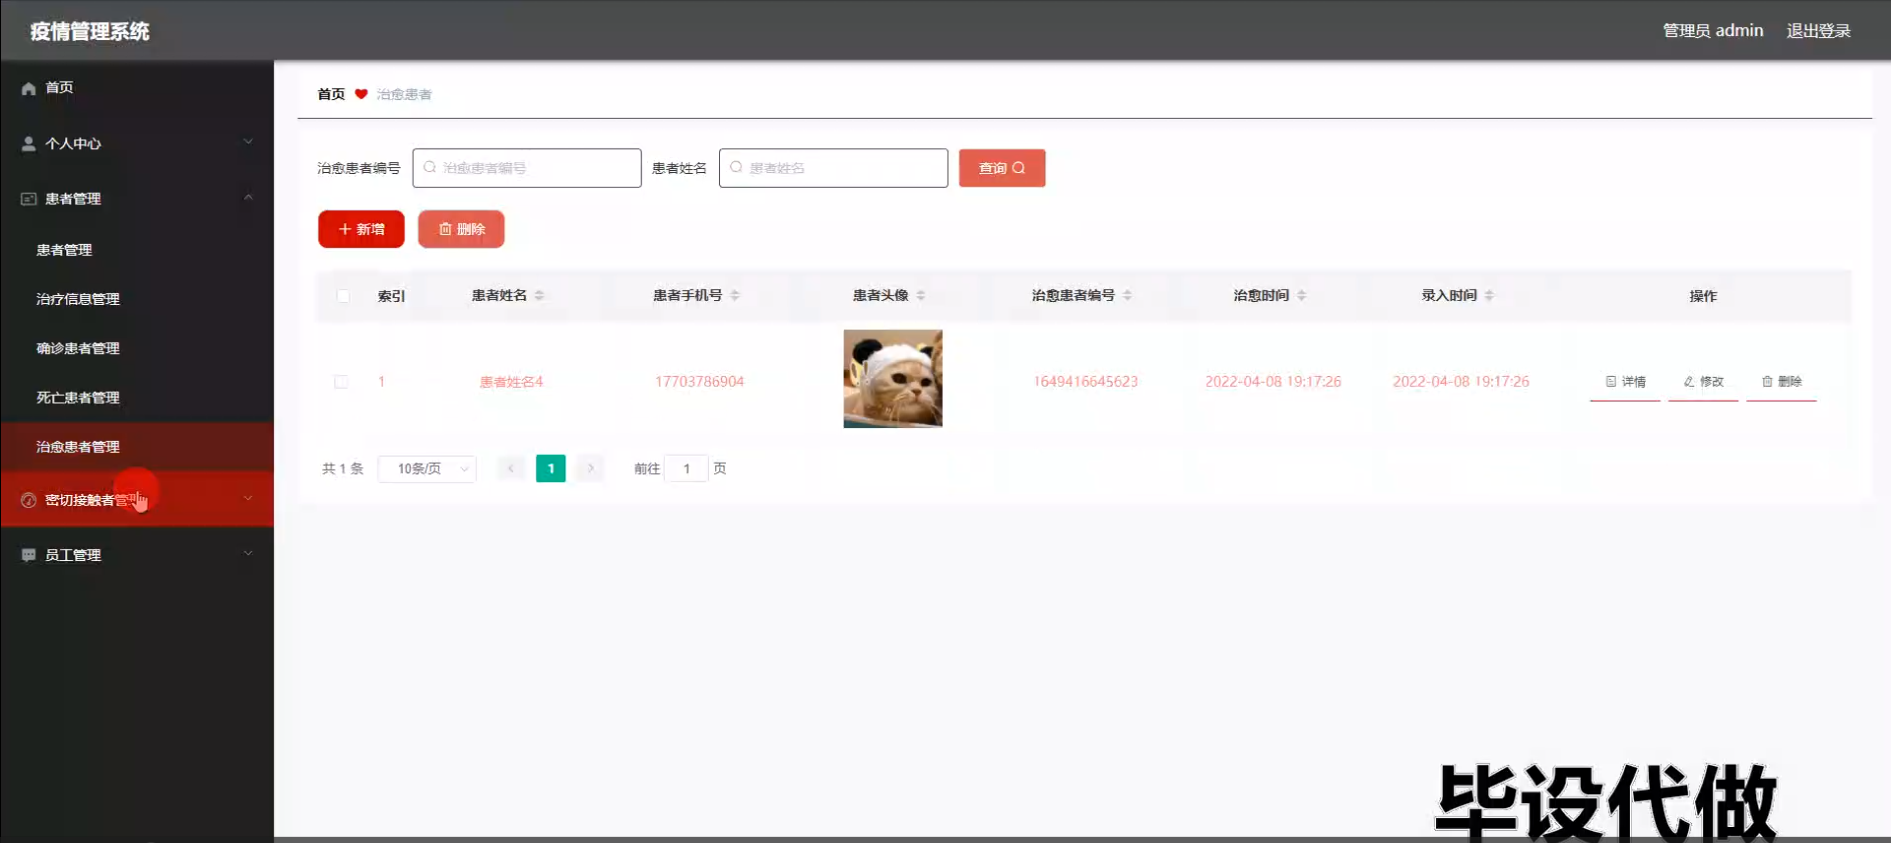 疫情管理系统
管理员 admin 退出登录
首页
个人中心
患者管理
患者管理
治疗信息管理
确诊患者管理
死亡患者管理
治愈患者管理
密切接触者管理
员工管理
首页 治愈患者
治愈患者编号 治愈患者编号 患者姓名 患者姓名 查询
新增 删除
索引 患者姓名 患者手机号 患者头像 治愈患者编号 治愈时间 录入时间 操作
1 患者姓名4 17703786904 1649416645623 2022-04-08 19:17:26 2022-04-08 19:17:26 详情 修改 删除
共 1 条 10条/页 1 前往 1 页
毕设代做